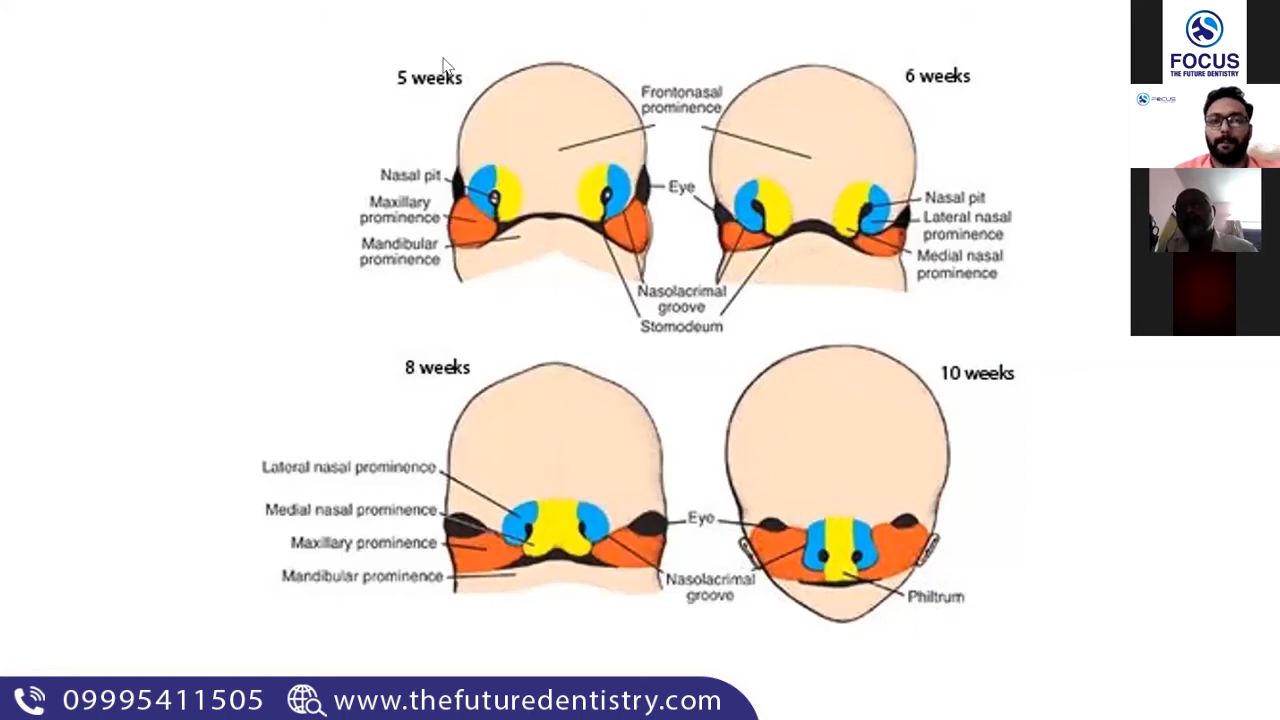 5 weeks
6 weeks
Frontonasal
prominence
Nasal pit
Maxillary
prominence
Mandibular
prominence
Eye
Nasal pit
Lateral nasal
prominence
Medial nasal
prominence
Nasolacrimal
groove
Stomodeum
8 weeks
10 weeks
Lateral nasal prominence
Medial nasal prominence
Maxillary prominence
Mandibular prominence
Eye
Nasolacrimal
groove
Philtrum
FOCUS
THE FUTURE DENTISTRY
FOCUS
09995411505
www.thefuturedentistry.com